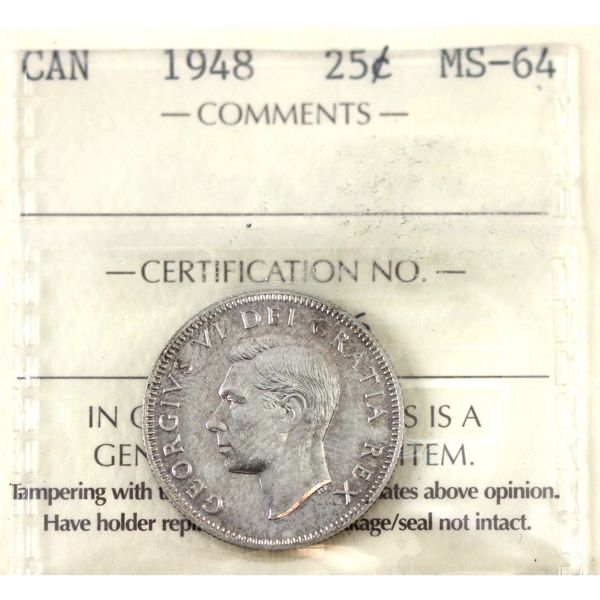 CAN 1948 25¢ MS-64
— COMMENTS —
— CERTIFICATION NO. —
GEORGIVS VI DEI GRATIA REX
IN S IS A
GEN ITEM.
Tampering with ates above opinion.
Have holder repl kage/seal not intact.